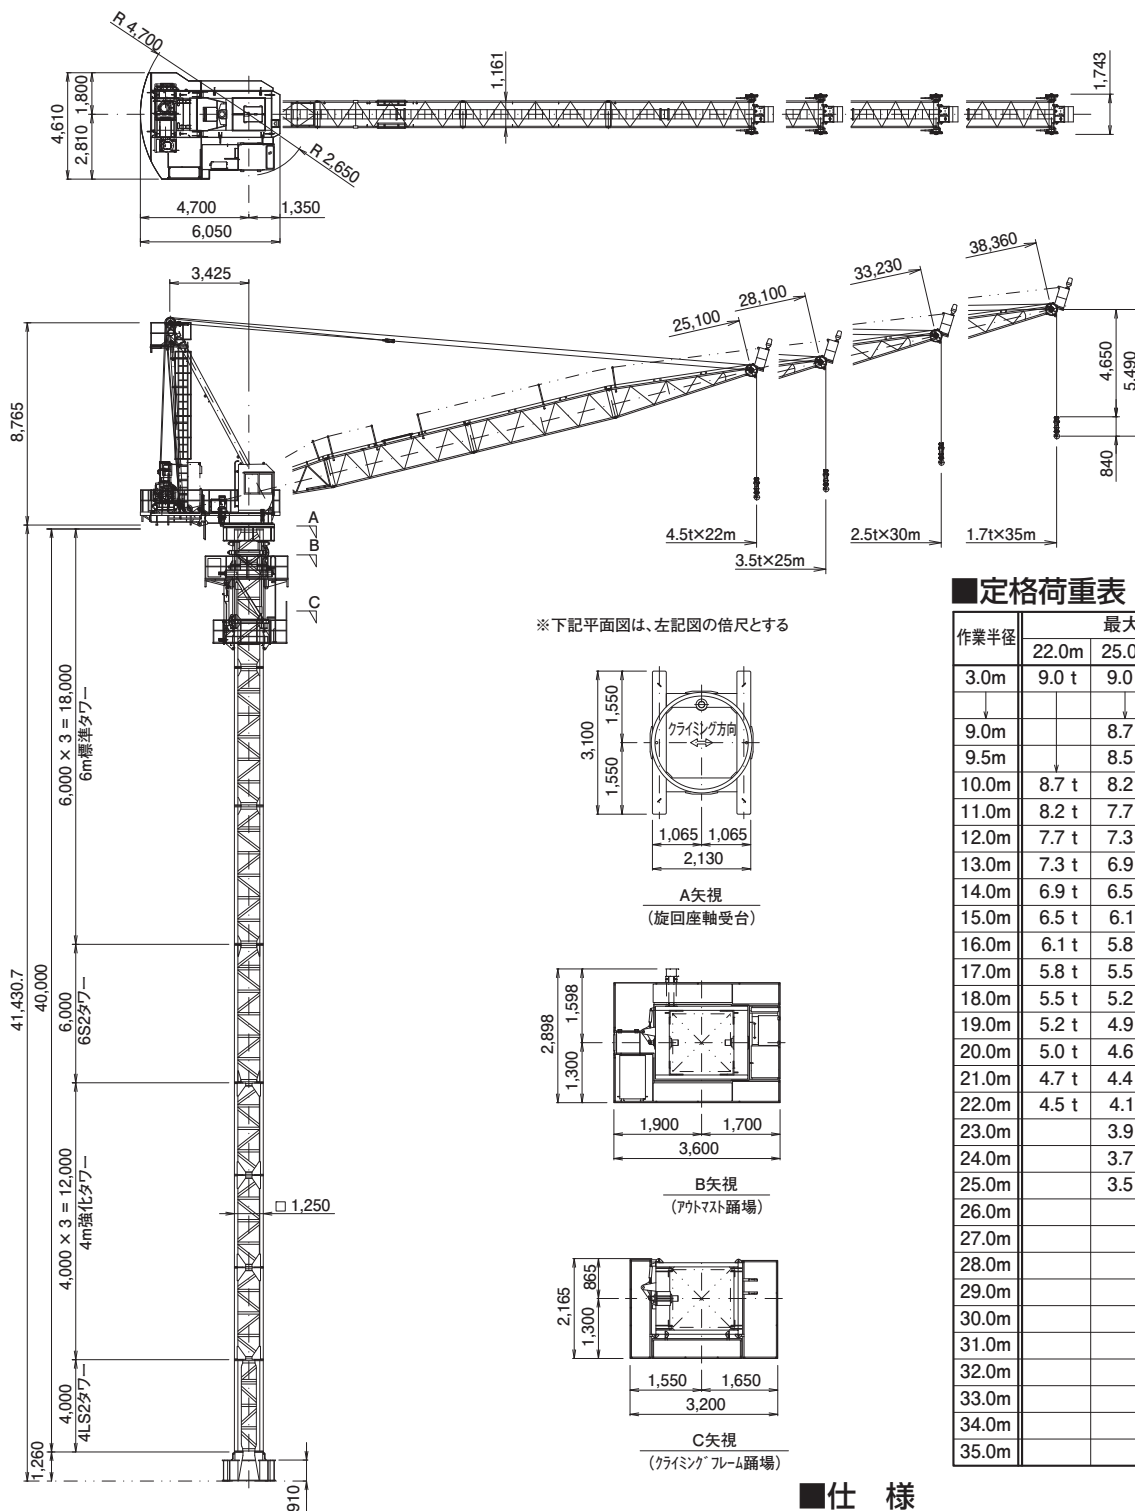 R 4,700
1,161
1,743
4,610
1,800
2,810
R 2,650
4,700
1,350
6,050
3,425
38,360
33,230
28,100
25,100
4,650
5,490
840
8,765
A
B
C
4.5t×22m
2.5t×30m
1.7t×35m
3.5t×25m
※下記平面図は、左記図の倍尺とする
41,430.7
40,000
6,000 × 3 = 18,000
6m標準タワー
6,000
6S2タワー
4,000 × 3 = 12,000
4m強化タワー
□ 1,250
4,000
4LS2タワー
1,260
910
3,100
1,550
1,550
クライミング方向
1,065
1,065
2,130
A矢視
(旋回座軸受台)
2,898
1,598
1,300
1,900
1,700
3,600
B矢視
(アウトマスト踊場)
2,165
865
1,300
1,550
1,650
3,200
C矢視
(クライミングフレーム踊場)
■定格荷重表
作業半径 最大
22.0m 25.0
3.0m 9.0 t 9.0
9.0m 8.7
9.5m 8.5
10.0m 8.7 t 8.2
11.0m 8.2 t 7.7
12.0m 7.7 t 7.3
13.0m 7.3 t 6.9
14.0m 6.9 t 6.5
15.0m 6.5 t 6.1
16.0m 6.1 t 5.8
17.0m 5.8 t 5.5
18.0m 5.5 t 5.2
19.0m 5.2 t 4.9
20.0m 5.0 t 4.6
21.0m 4.7 t 4.4
22.0m 4.5 t 4.1
23.0m 3.9
24.0m 3.7
25.0m 3.5
26.0m
27.0m
28.0m
29.0m
30.0m
31.0m
32.0m
33.0m
34.0m
35.0m
■仕 様